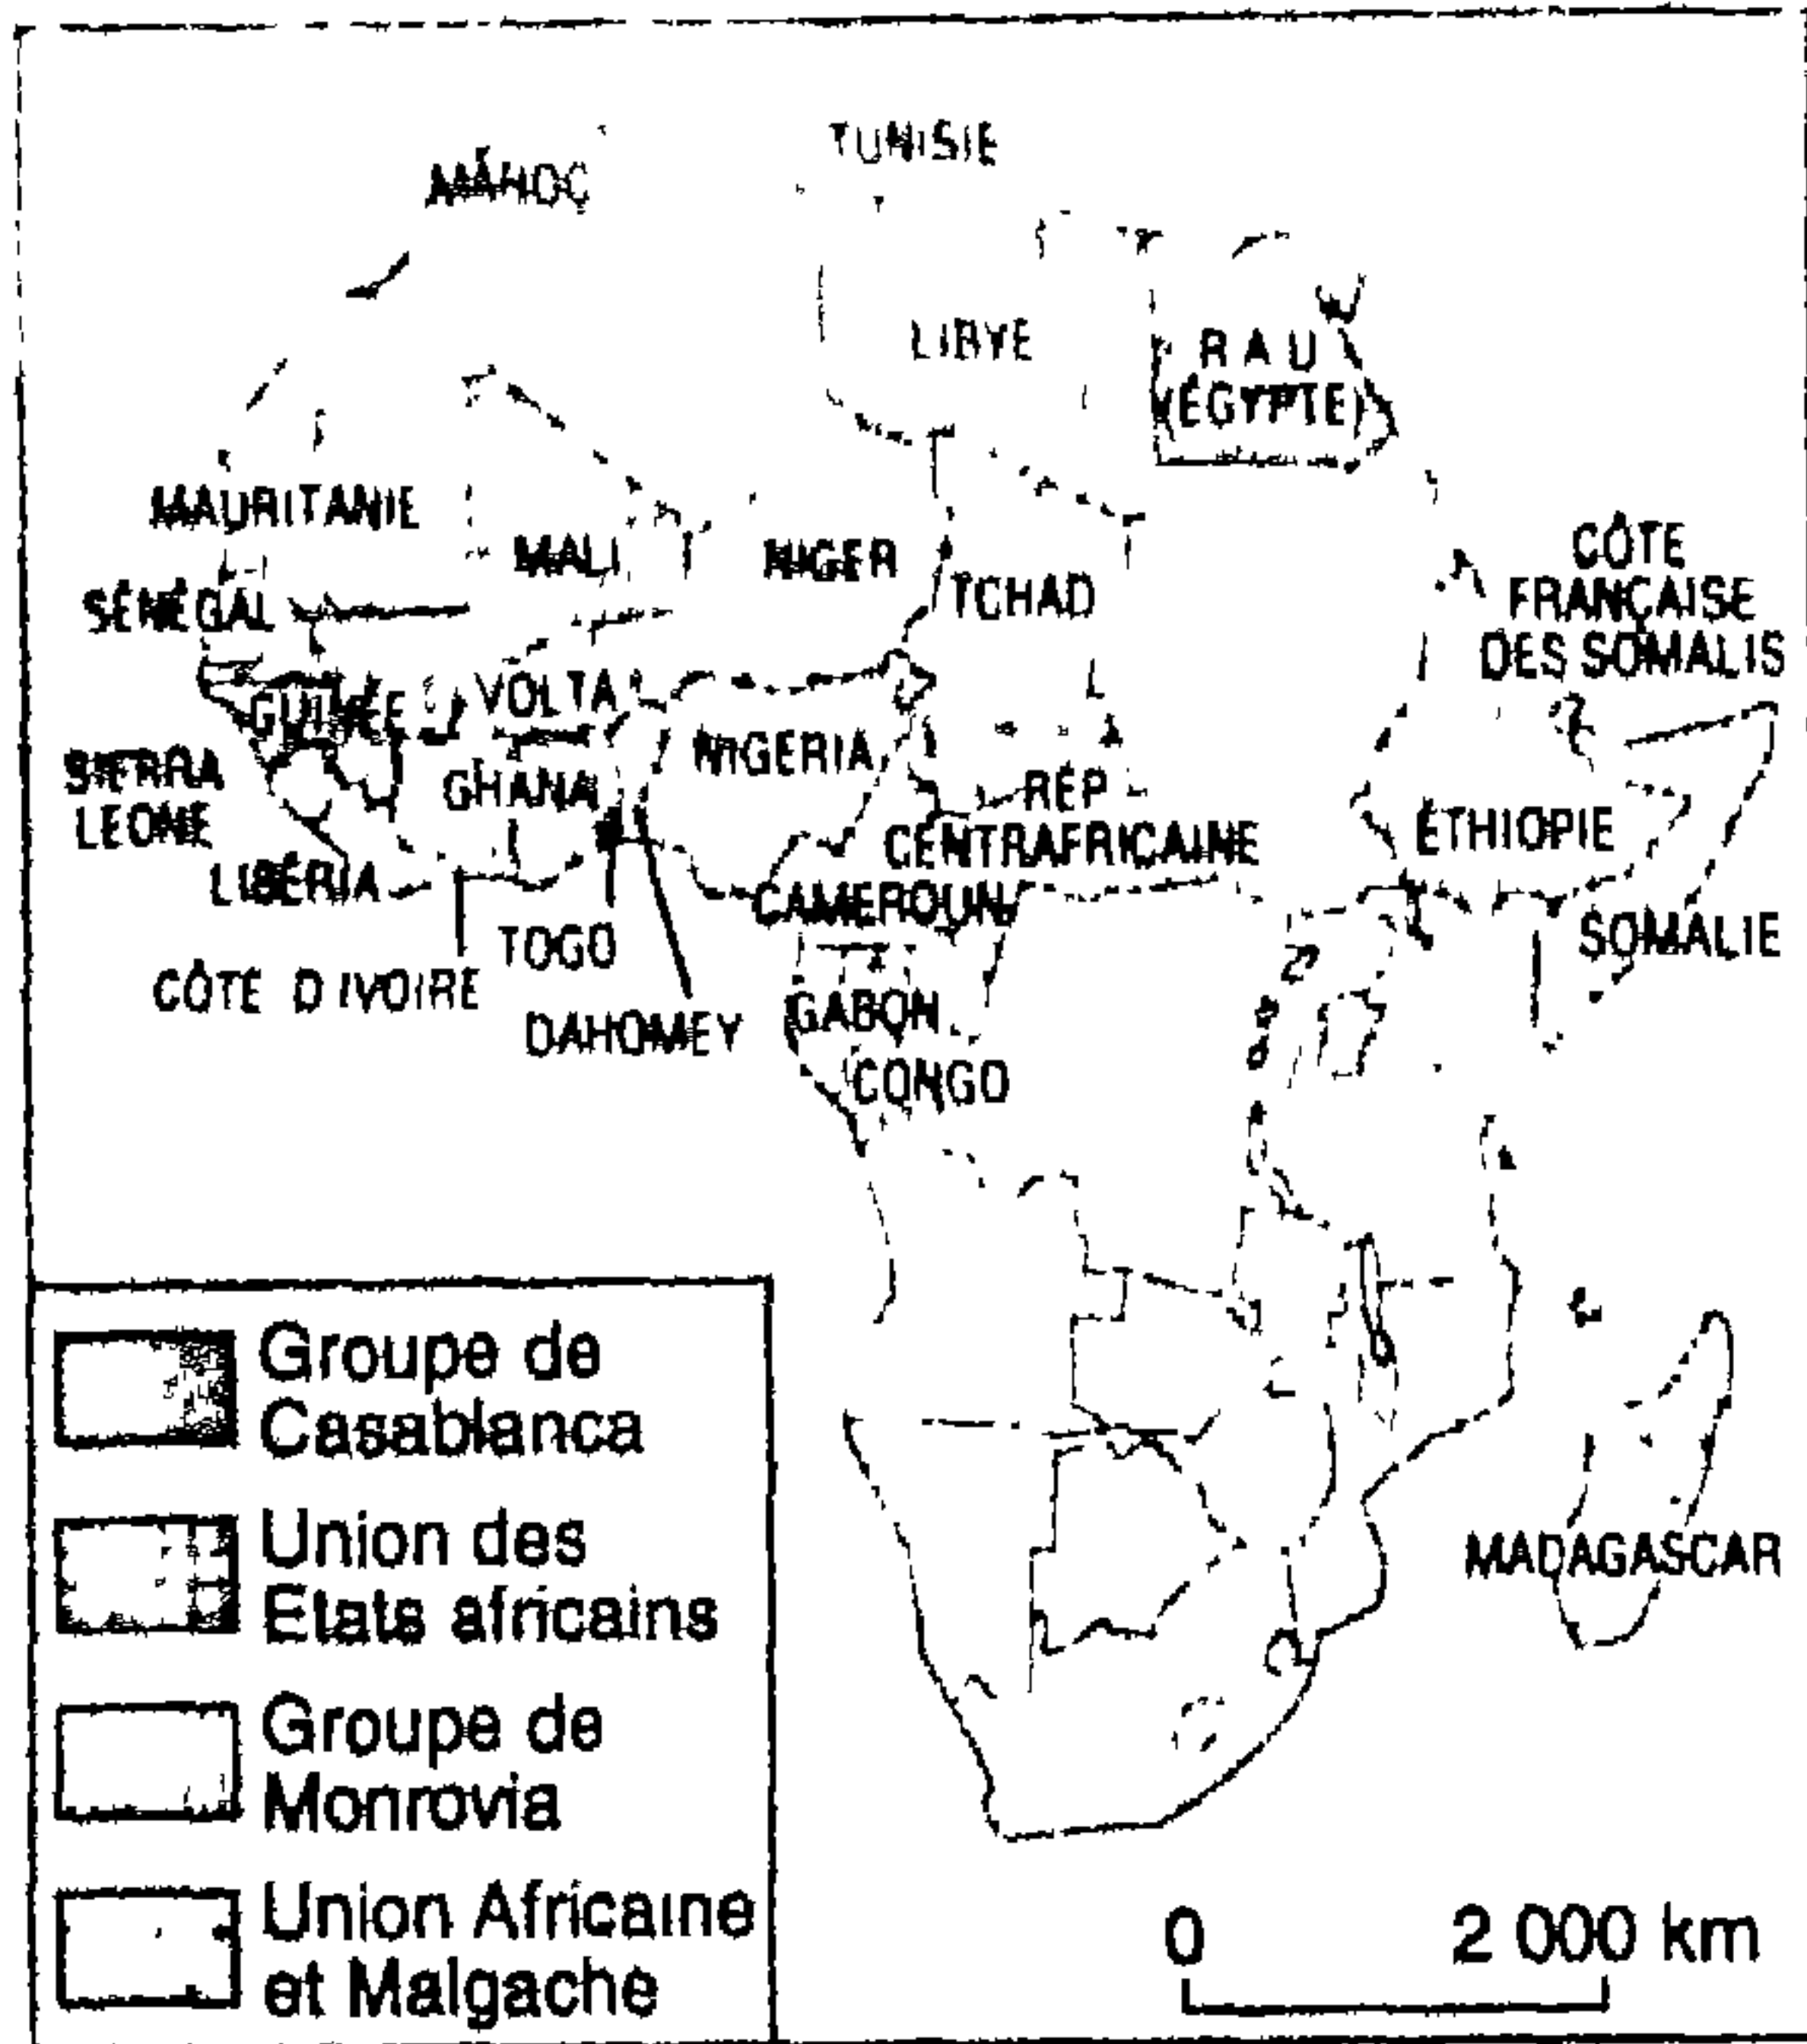 TUNISIE
MAROC
LIBYE
R A U
(ÉGYPTE)
MAURITANIE
MALI
NIGER
TCHAD
CÔTE
FRANÇAISE
DES SOMALIS
SÉNÉGAL
GUINÉE
VOLTA
NIGERIA
SIERRA
LEONE
GHANA
RÉP
CENTRAFRICAINE
ÉTHIOPIE
LIBÉRIA
CAMEROUN
SOMALIE
TOGO
CÔTE D IVOIRE
DAHOMEY
GABON
CONGO
MADAGASCAR
Groupe de
Casablanca
Union des
Etats africains
Groupe de
Monrovia
Union Africaine
et Malgache
0 2 000 km